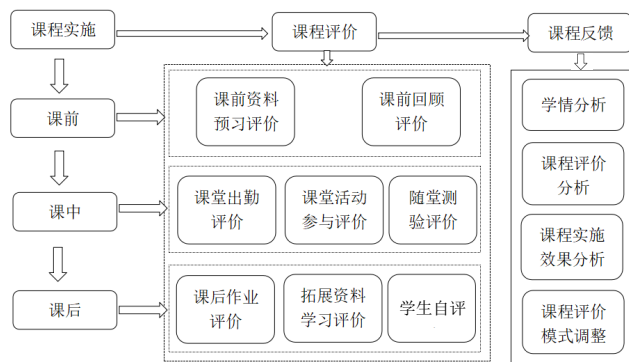 课程实施
课程评价
课程反馈
课前
课前资料
预习评价
课前回顾
评价
学情分析
课程评价
分析
课中
课堂出勤
评价
课堂活动
参与评价
随堂测
验评价
课程实施
效果分析
课后
课后作业
评价
拓展资料
学习评价
学生自评
课程评价
模式调整